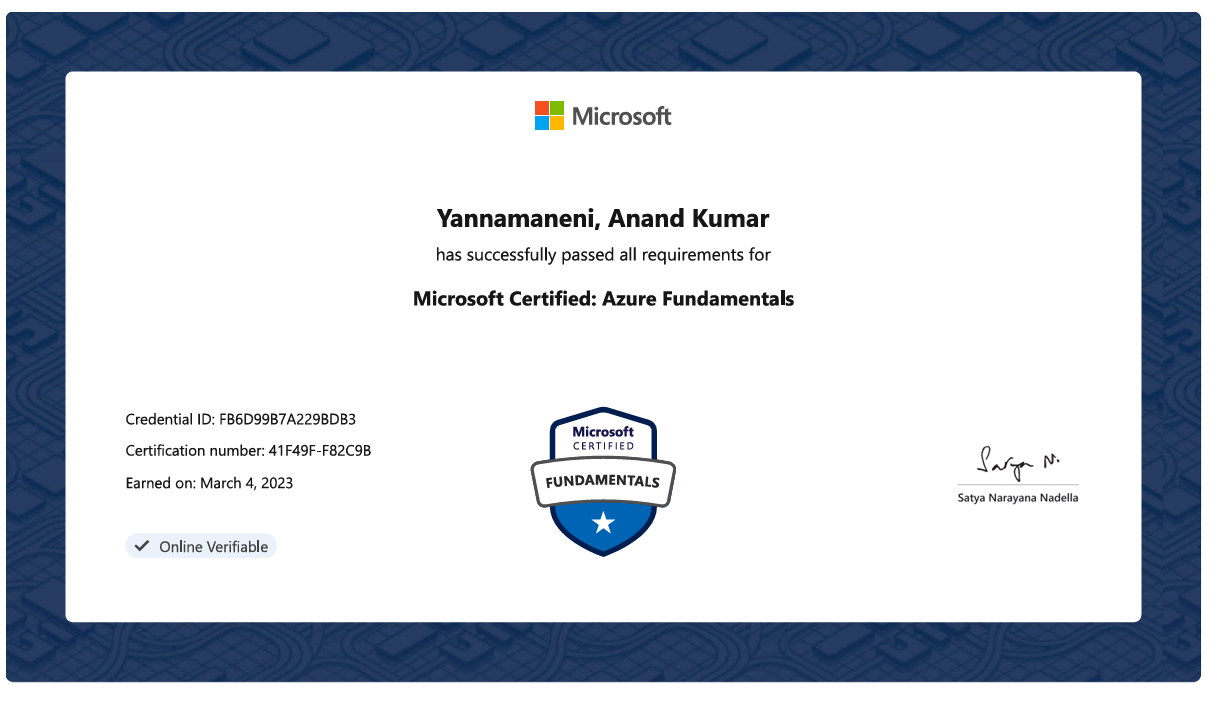 Microsoft
Yannamaneni, Anand Kumar
has successfully passed all requirements for
Microsoft Certified: Azure Fundamentals
Credential ID: FB6D99B7A229BDB3
Certification number: 41F49F-F82C9B
Earned on: March 4, 2023
Online Verifiable
Microsoft
CERTIFIED
FUNDAMENTALS
Satya N.
Satya Narayana Nadella